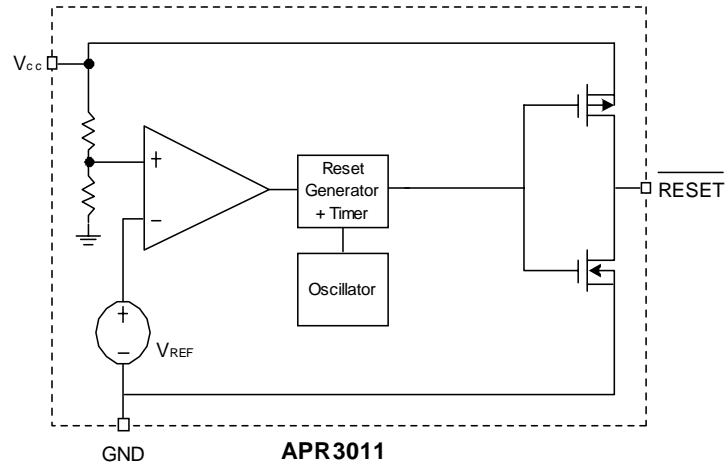 Vcc
+
−
Reset
Generator
+ Timer
Oscillator
RESET
+
−
VREF
GND
APR3011